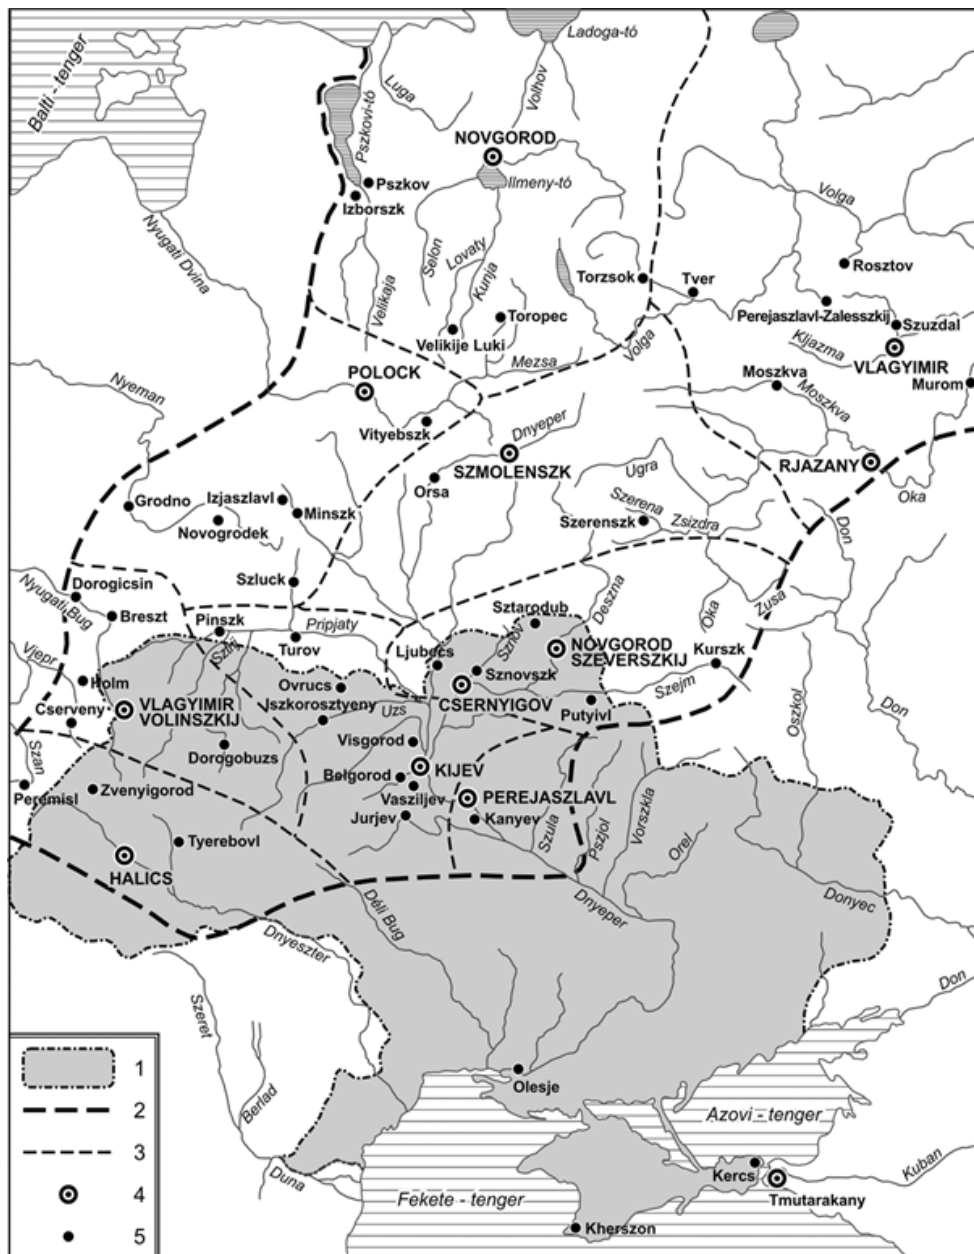 Balti - tenger
Ladoga-tó
Luga
Volhov
Pszkovi-tó
NOVGOROD
Ilmeny-tó
Pszkov
Izborszk
Volga
Nyugati Dvina
Selon
Lovaty
Kunja
Velikaja
Torzsok
Tver
Rosztov
Toropec
Velikije Luki
Perejaszlavl-Zalesszkij
Szuzdal
Kljazma
VLAGYIMIR
Volga
Mezsa
Nyeman
POLOCK
Moszkva
Moszkva
Murom
Vityebszk
Dnyeper
SZMOLENSZK
RJAZANY
Orsa
Ugra
Oka
Grodno
Izjaszlavl
Minszk
Novogrodek
Szerena
Zsizdra
Szerenszk
Don
Dorogicsin
Nyugati Bug
Szluck
Breszt
Deszna
Oka
Zusa
Pinszk
Pripjaty
Sztarodub
Sznov
Turov
Ljubecs
NOVGOROD
SZEVERSZKIJ
Kurszk
Vjepr
Holm
Ovrucs
Sznovszk
Szejm
Oszkol
VLAGYIMIR
VOLINSZKIJ
Iszkorosztyeny
Uzs
CSERNYIGOV
Putyivl
Don
Cserveny
Visgorod
Dorogobuzs
Szan
KIJEV
Belgorod
Peremisl
Zvenyigorod
Vasziljev
PEREJASZLAVL
Jurjev
Kanyev
Szula
Pszjol
Vorszkla
Orel
Tyerebovl
HALICS
Déli Bug
Dnyeper
Donyec
Dnyeszter
Szeret
Don
Berlad
Olesje
Azovi - tenger
Duna
Kercs
Kuban
Fekete - tenger
Tmutarakany
Kherszon
1
2
3
4
5